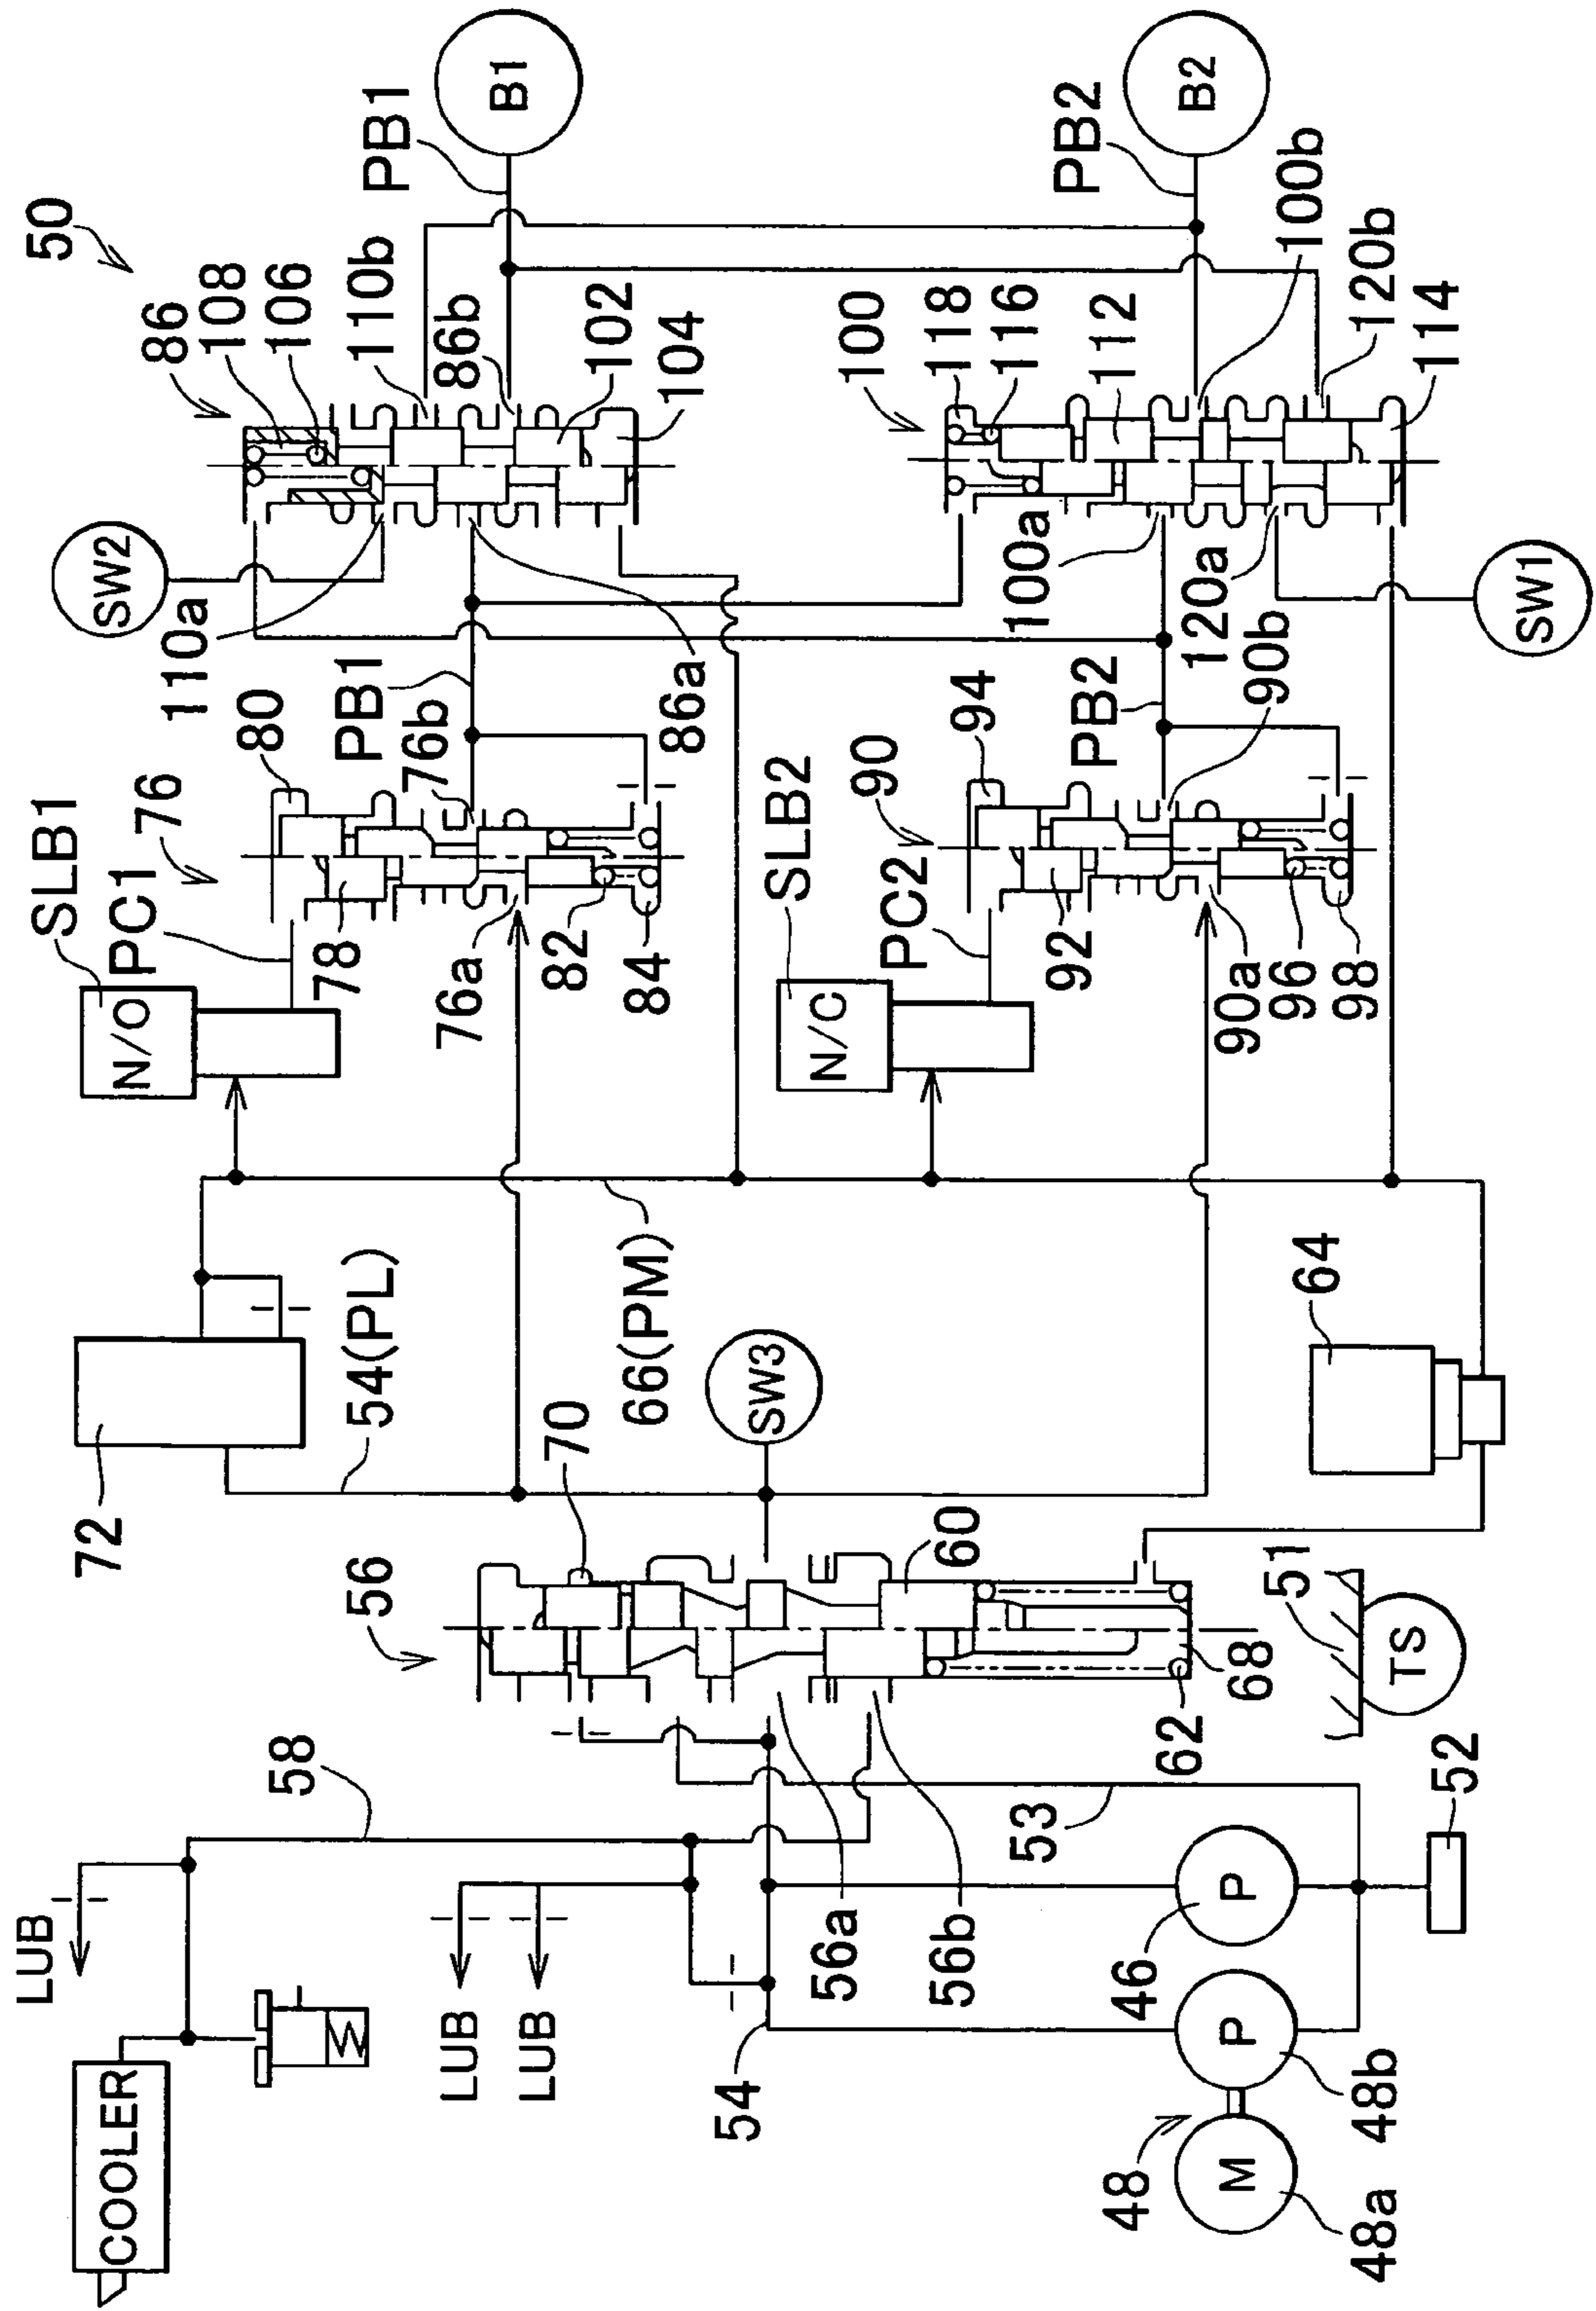 50
86
108
106
110b
86b
102
104
PB1
B1
100
118
116
112
PB2
B2
100b
120b
114
SW2
110a
86a
100a
120a
SW1
SLB1
N/O
PC1
76
80
78
PB1
76b
76a
82
84
SLB2
N/C
PC2
90
94
92
PB2
90b
90a
96
98
72
54(PL)
66(PM)
SW3
64
56
70
60
62
68
51
TS
58
56a
56b
53
52
LUB
COOLER
LUB
LUB
54
46
P
P
48
48b
M
48a